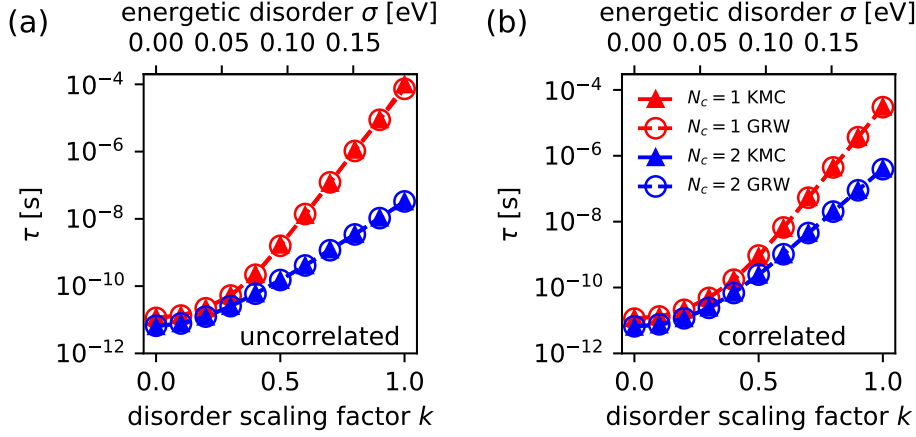 (a)
energetic disorder σ [eV]
0.00 0.05 0.10 0.15
10⁻⁴
10⁻⁶
10⁻⁸
10⁻¹⁰
10⁻¹²
τ [s]
uncorrelated
0.0 0.5 1.0
disorder scaling factor k
(b)
energetic disorder σ [eV]
0.00 0.05 0.10 0.15
10⁻⁴
10⁻⁶
10⁻⁸
10⁻¹⁰
10⁻¹²
τ [s]
N_c = 1 KMC
N_c = 1 GRW
N_c = 2 KMC
N_c = 2 GRW
correlated
0.0 0.5 1.0
disorder scaling factor k